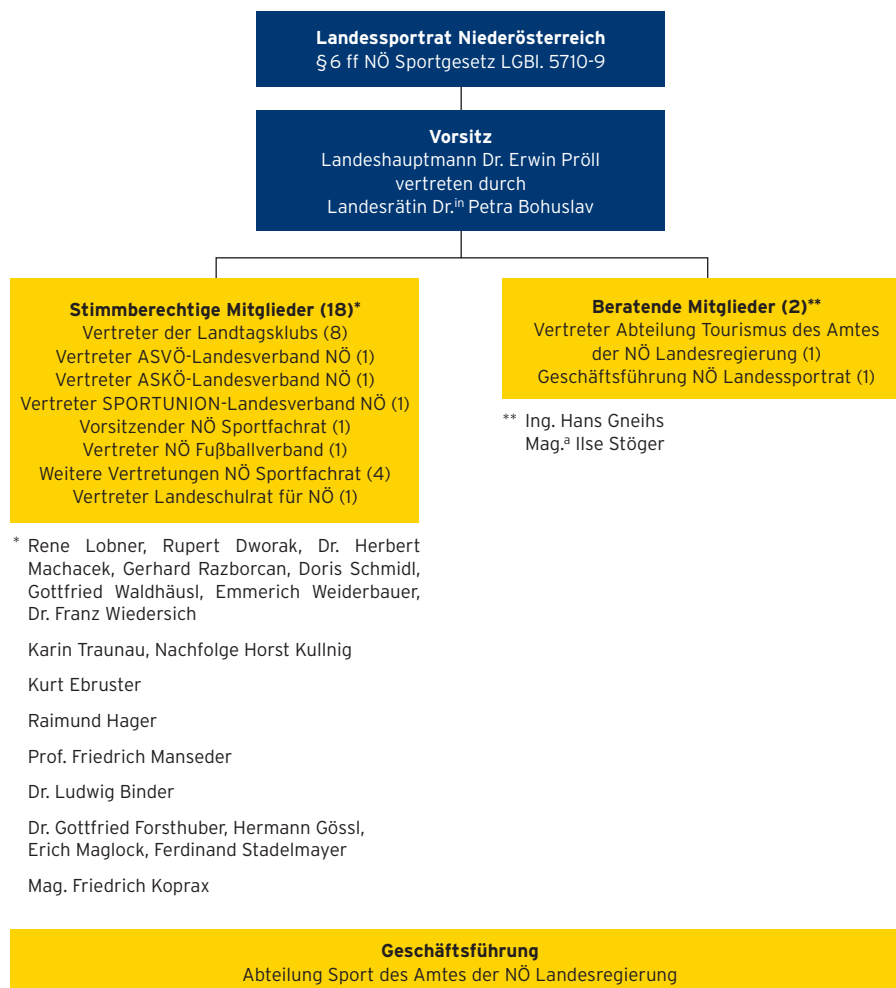 Landessportrat Niederösterreich
§ 6 ff NÖ Sportgesetz LGBl. 5710-9
Vorsitz
Landeshauptmann Dr. Erwin Pröll
vertreten durch
Landesrätin Dr.in Petra Bohuslav
Stimmberechtige Mitglieder (18)*
Vertreter der Landtagsklubs (8)
Vertreter ASVÖ-Landesverband NÖ (1)
Vertreter ASKÖ-Landesverband NÖ (1)
Vertreter SPORTUNION-Landesverband NÖ (1)
Vorsitzender NÖ Sportfachrat (1)
Vertreter NÖ Fußballverband (1)
Weitere Vertretungen NÖ Sportfachrat (4)
Vertreter Landeschulrat für NÖ (1)
* Rene Lobner, Rupert Dworak, Dr. Herbert
Machacek, Gerhard Razborcan, Doris Schmidl,
Gottfried Waldhäusl, Emmerich Weiderbauer,
Dr. Franz Wiedersich
Karin Traunau, Nachfolge Horst Kullnig
Kurt Ebruster
Raimund Hager
Prof. Friedrich Manseder
Dr. Ludwig Binder
Dr. Gottfried Forsthuber, Hermann Gössl,
Erich Maglock, Ferdinand Stadelmayer
Mag. Friedrich Koprax
Beratende Mitglieder (2)**
Vertreter Abteilung Tourismus des Amtes
der NÖ Landesregierung (1)
Geschäftsführung NÖ Landessportrat (1)
** Ing. Hans Gneihs
Mag.a Ilse Stöger
Geschäftsführung
Abteilung Sport des Amtes der NÖ Landesregierung